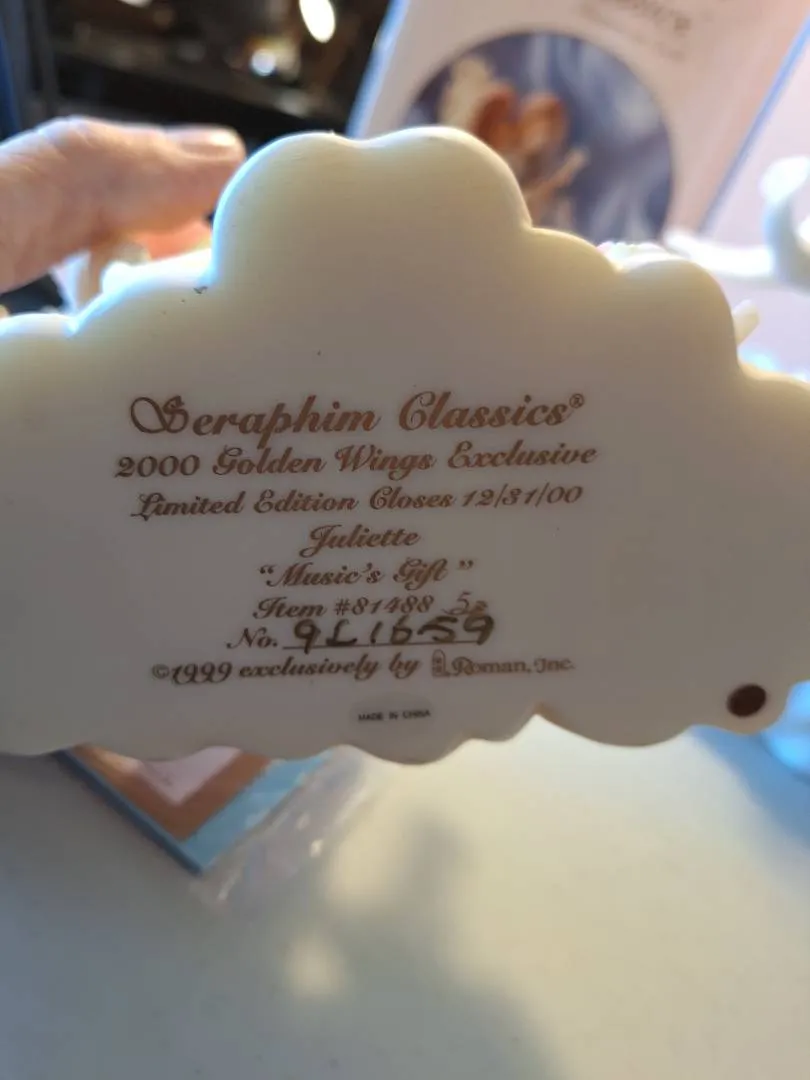 Seraphim Classics®
2000 Golden Wings Exclusive
Limited Edition Closes 12/31/00
Juliette
“Music's Gift”
Item #81488
No. 9L1659
©1999 exclusively by Roman, Inc.
MADE IN CHINA